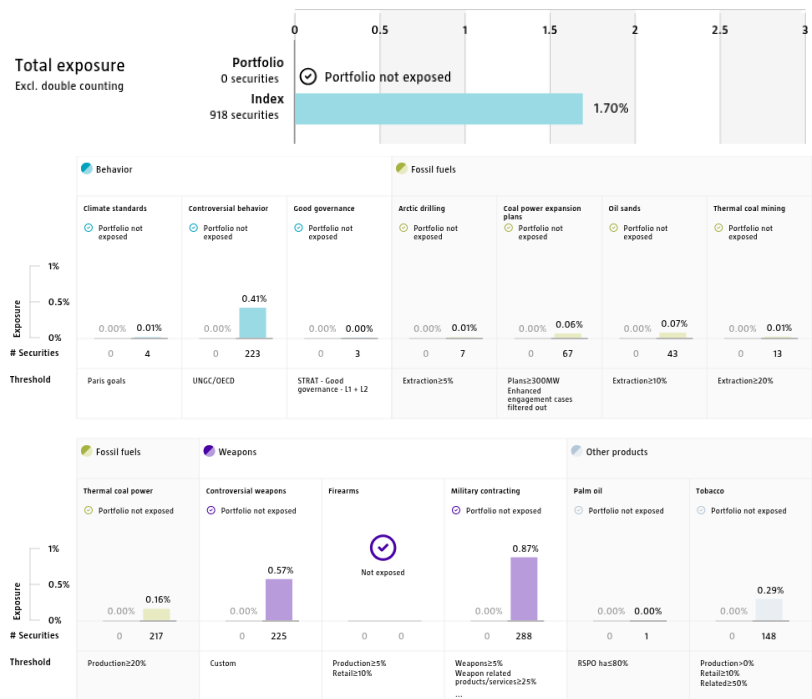 0 0.5 1 1.5 2 2.5 3
Total exposure
Excl. double counting
Portfolio
0 securities
Portfolio not exposed
Index
918 securities
1.70%
Behavior
Fossil fuels
Climate standards
Portfolio not
exposed
Controversial behavior
Portfolio not
exposed
Good governance
Portfolio not
exposed
Arctic drilling
Portfolio not
exposed
Coal power expansion
plans
Portfolio not
exposed
Oil sands
Portfolio not
exposed
Thermal coal mining
Portfolio not
exposed
Exposure
1%
0.5%
0%
0.00% 0.01%
0.00% 0.41%
0.00% 0.00%
0.00% 0.01%
0.00% 0.06%
0.00% 0.07%
0.00% 0.01%
# Securities
0 4
0 223
0 3
0 7
0 67
0 43
0 13
Threshold
Paris goals
UNGC/OECD
STRAT - Good
governance - L1 + L2
Extraction≥5%
Plans≥300MW
Enhanced
engagement cases
filtered out
Extraction≥10%
Extraction≥20%
Fossil fuels
Weapons
Other products
Thermal coal power
Portfolio not exposed
Controversial weapons
Portfolio not exposed
Firearms
Not exposed
Military contracting
Portfolio not exposed
Palm oil
Portfolio not exposed
Tobacco
Portfolio not exposed
Exposure
1%
0.5%
0%
0.00% 0.16%
0.00% 0.57%
0.00% 0.87%
0.00% 0.00%
0.00% 0.29%
# Securities
0 217
0 225
0 0
0 288
0 1
0 148
Threshold
Production≥20%
Custom
Production≥5%
Retail≥10%
Weapons≥5%
Weapon related
products/services≥25%
...
RSPO ha≤80%
Production>0%
Retail≥10%
Related≥50%